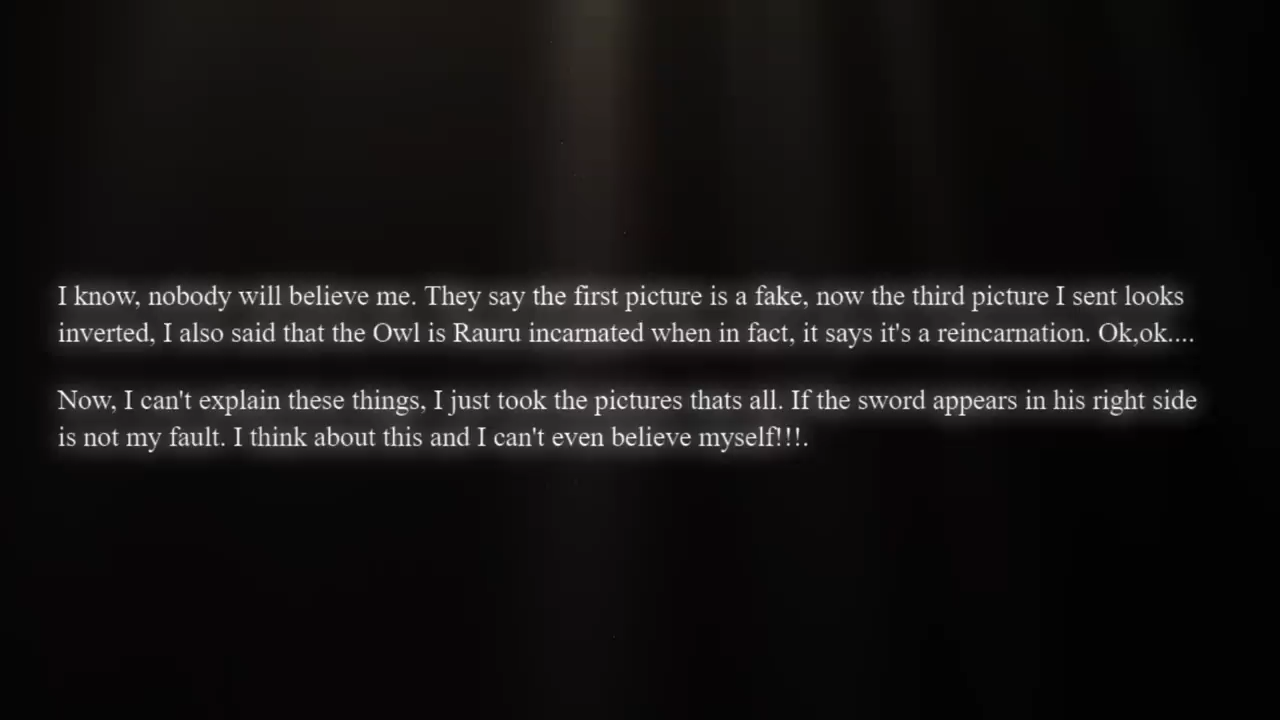 I know, nobody will believe me. They say the first picture is a fake, now the third picture I sent looks
inverted, I also said that the Owl is Rauru incarnated when in fact, it says it's a reincarnation. Ok,ok....
Now, I can't explain these things, I just took the pictures thats all. If the sword appears in his right side
is not my fault. I think about this and I can't even believe myself!!!.